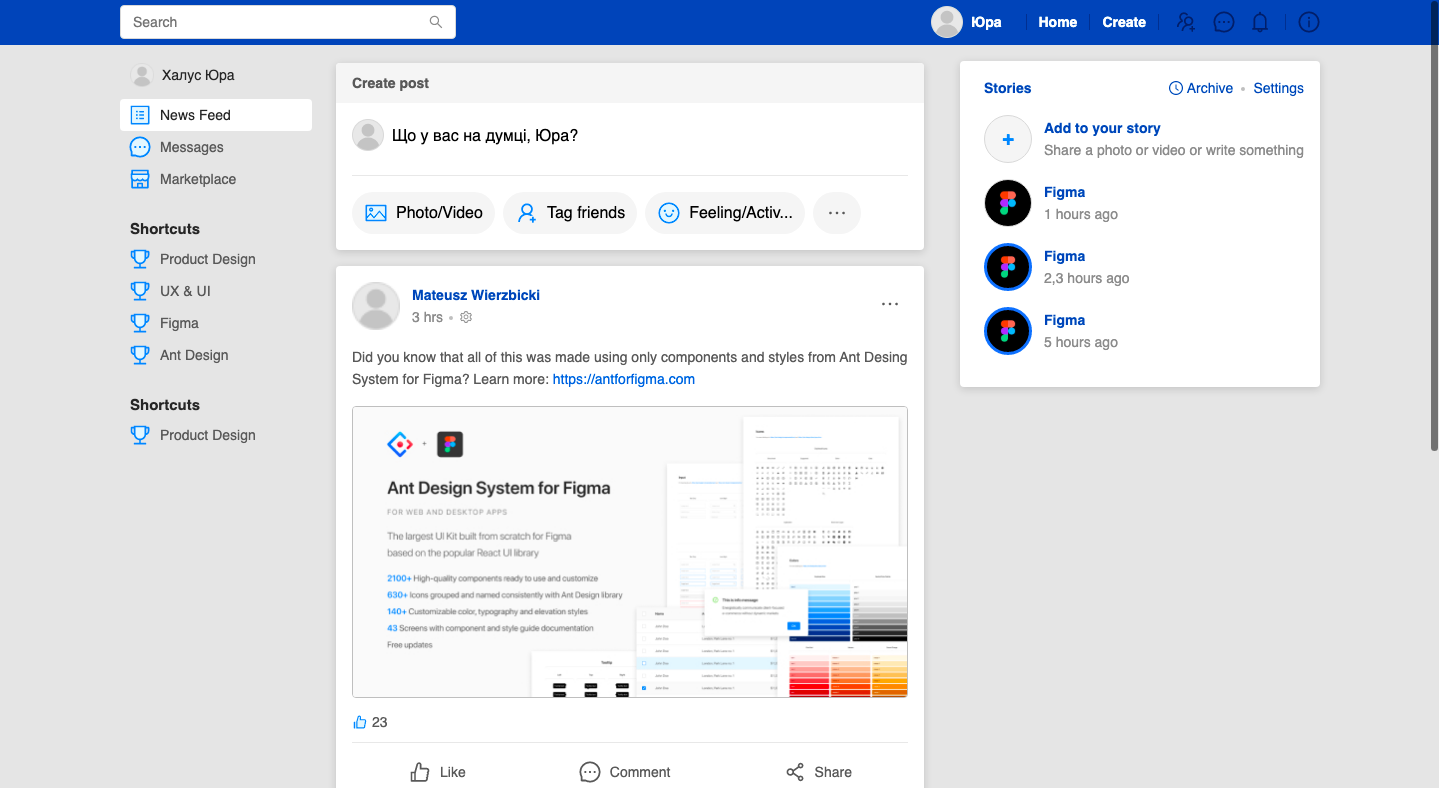 Search
Юра
Home
Create
Халус Юра
News Feed
Messages
Marketplace
Shortcuts
Product Design
UX & UI
Figma
Ant Design
Shortcuts
Product Design
Create post
Що у вас на думці, Юра?
Photo/Video
Tag friends
Feeling/Activ...
Mateusz Wierzbicki
3 hrs
Did you know that all of this was made using only components and styles from Ant Desing
System for Figma? Learn more: https://antforfigma.com
Ant Design System for Figma
FOR WEB AND DESKTOP APPS
The largest UI Kit built from scratch for Figma
based on the popular React UI library
2100+ High-quality components ready to use and customize
630+ Icons grouped and named consistently with Ant Design library
140+ Customizable color, typography and elevation styles
43 Screens with component and style guide documentation
Free updates
This is info message
23
Like
Comment
Share
Stories
Archive • Settings
Add to your story
Share a photo or video or write something
Figma
1 hours ago
Figma
2,3 hours ago
Figma
5 hours ago